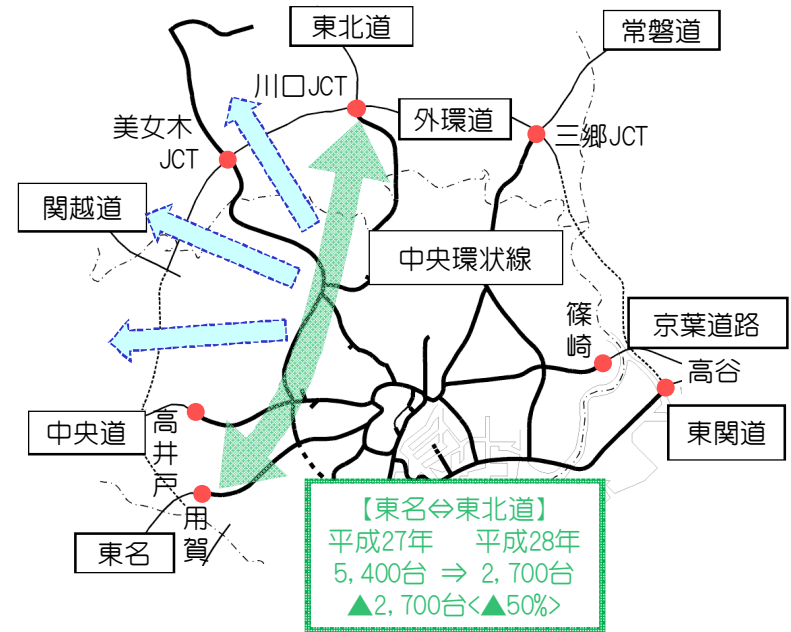 東北道
常磐道
川口JCT
外環道
美女木
JCT
三郷JCT
関越道
中央環状線
篠崎
京葉道路
高谷
中央道
高井戸
東関道
用賀
東名
【東名⇔東北道】
平成27年 平成28年
5,400台 ⇒ 2,700台
▲2,700台<▲50%>